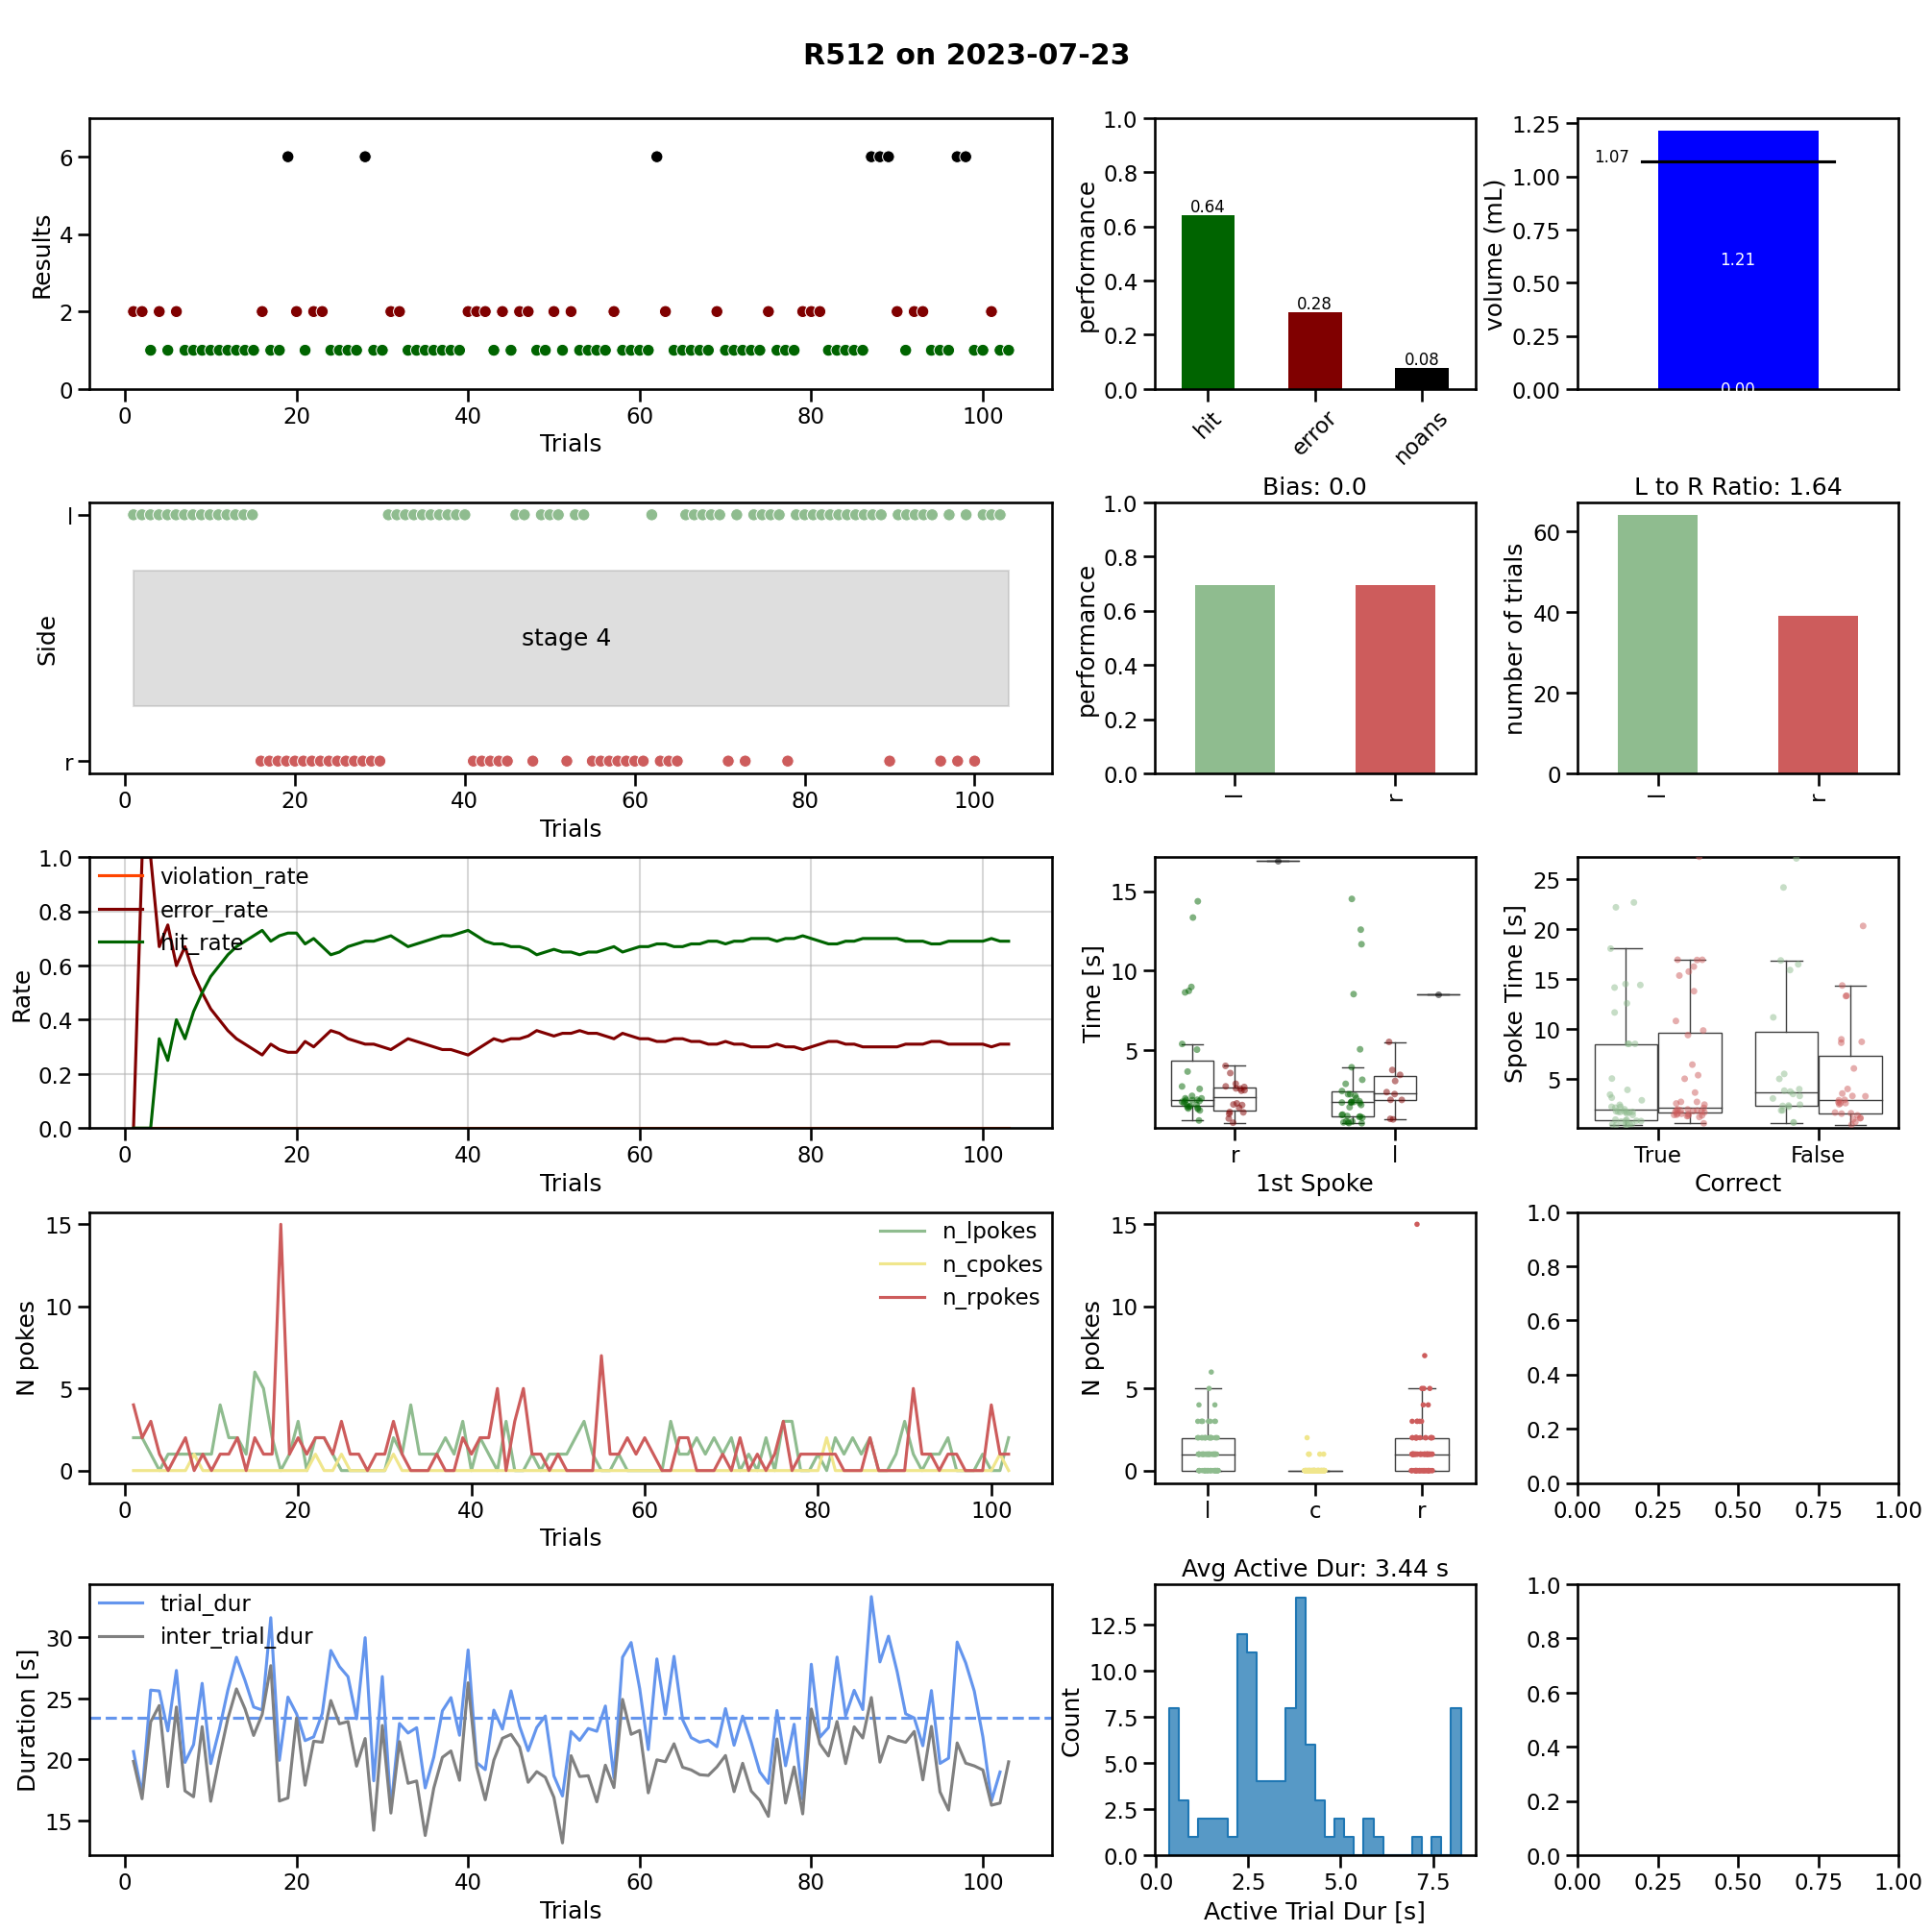 R512 on 2023-07-23
Results
6
4
2
0
0 20 40 60 80 100
Trials
performance
1.0
0.8
0.6
0.4
0.2
0.0
0.64
0.28
0.08
hit error noans
volume (mL)
1.25
1.00
0.75
0.50
0.25
0.00
1.07
1.21
0.00
Side
l
r
stage 4
0 20 40 60 80 100
Trials
Bias: 0.0
performance
1.0
0.8
0.6
0.4
0.2
0.0
l r
L to R Ratio: 1.64
number of trials
60
40
20
0
l r
Rate
1.0
0.8
0.6
0.4
0.2
0.0
violation_rate
error_rate
hit_rate
0 20 40 60 80 100
Trials
Time [s]
15
10
5
r l
1st Spoke
Spoke Time [s]
25
20
15
10
5
True False
Correct
N pokes
15
10
5
0
n_lpokes
n_cpokes
n_rpokes
0 20 40 60 80 100
Trials
N pokes
15
10
5
0
l c r
1.0
0.8
0.6
0.4
0.2
0.0
0.00 0.25 0.50 0.75 1.00
Duration [s]
30
25
20
15
trial_dur
inter_trial_dur
0 20 40 60 80 100
Trials
Avg Active Dur: 3.44 s
Count
12.5
10.0
7.5
5.0
2.5
0.0
0.0 2.5 5.0 7.5
Active Trial Dur [s]
1.0
0.8
0.6
0.4
0.2
0.0
0.00 0.25 0.50 0.75 1.00